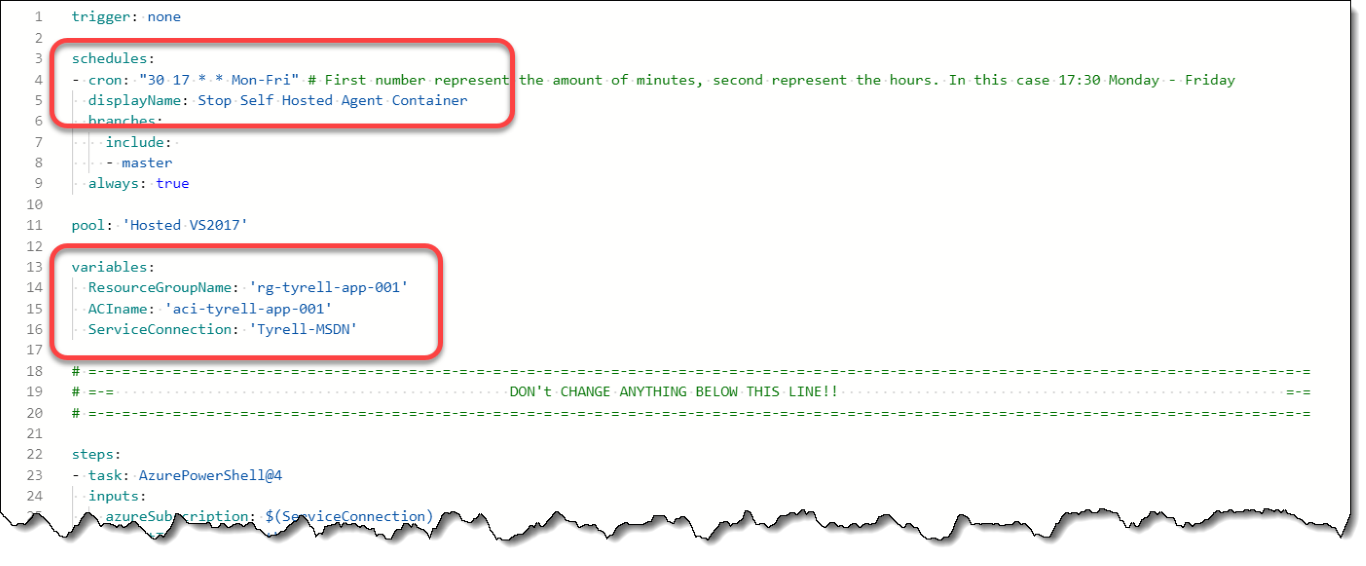 1 trigger: none
2
3 schedules:
4 - cron: "30 17 * * Mon-Fri" # First number represent the amount of minutes, second represent the hours. In this case 17:30 Monday - Friday
5 displayName: Stop Self Hosted Agent Container
6 branches:
7 include:
8 - master
9 always: true
10
11 pool: 'Hosted VS2017'
12
13 variables:
14 ResourceGroupName: 'rg-tyrell-app-001'
15 ACIname: 'aci-tyrell-app-001'
16 ServiceConnection: 'Tyrell-MSDN'
17
18 # =-=-=-=-=-=-=-=-=-=-=-=-=-=-=-=-=-=-=-=-=-=-=-=-=-=-=-=-=-=-=-=-=-=-=-=-=-=-=-=-=-=-=-=-=-=-=-=-=-=-=-=-=-=-=-=-=-=-=-=-=-=-=-=-=-=-=-=-=-=-=-=-=-=
19 # =-= DON't CHANGE ANYTHING BELOW THIS LINE!! =-=
20 # =-=-=-=-=-=-=-=-=-=-=-=-=-=-=-=-=-=-=-=-=-=-=-=-=-=-=-=-=-=-=-=-=-=-=-=-=-=-=-=-=-=-=-=-=-=-=-=-=-=-=-=-=-=-=-=-=-=-=-=-=-=-=-=-=-=-=-=-=-=-=-=-=-=
21
22 steps:
23 - task: AzurePowerShell@4
24 inputs:
25 azureSubscription: $(ServiceConnection)